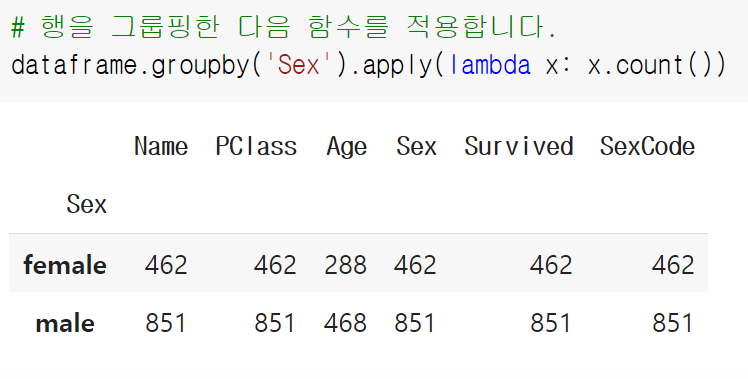 # 행을 그룹핑한 다음 함수를 적용합니다.
dataframe.groupby('Sex').apply(lambda x: x.count())
Name PClass Age Sex Survived SexCode
Sex
female 462 462 288 462 462 462
male 851 851 468 851 851 851